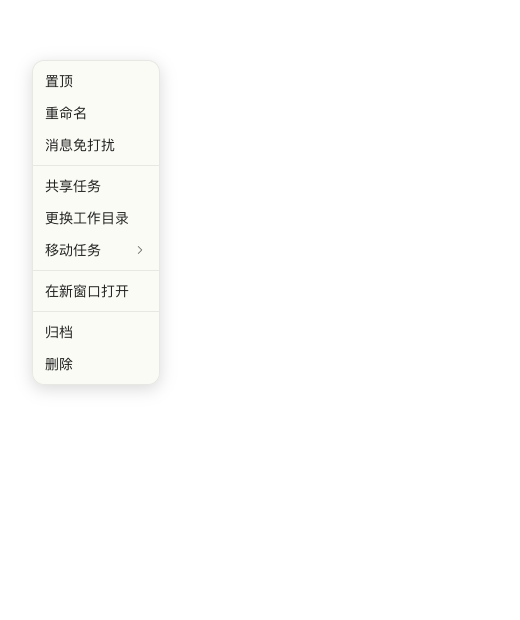 置顶
重命名
消息免打扰
共享任务
更换工作目录
移动任务
在新窗口打开
归档
删除